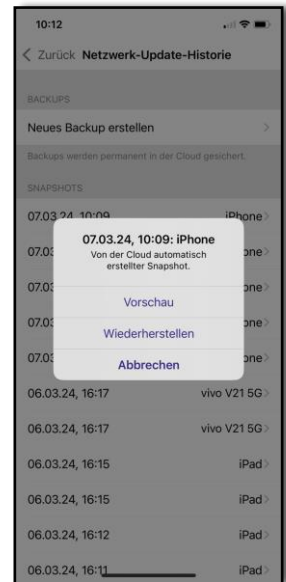 10:12
Zurück Netzwerk-Update-Historie
BACKUPS
Neues Backup erstellen
Backups werden permanent in der Cloud gesichert.
SNAPSHOTS
07.03.24, 10:09 iPhone
07.03.24, 10:09: iPhone
Von der Cloud automatisch
erstellter Snapshot.
Vorschau
Wiederherstellen
Abbrechen
06.03.24, 16:17 vivo V21 5G
06.03.24, 16:17 vivo V21 5G
06.03.24, 16:15 iPad
06.03.24, 16:15 iPad
06.03.24, 16:12 iPad
06.03.24, 16:11 iPad